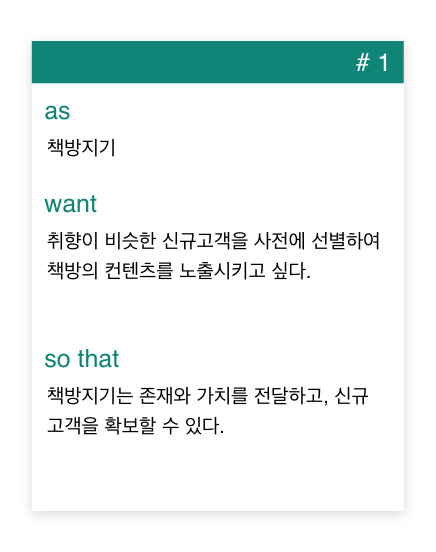 # 1
as
책방지기
want
취향이 비슷한 신규고객을 사전에 선별하여
책방의 컨텐츠를 노출시키고 싶다.
so that
책방지기는 존재와 가치를 전달하고, 신규
고객을 확보할 수 있다.